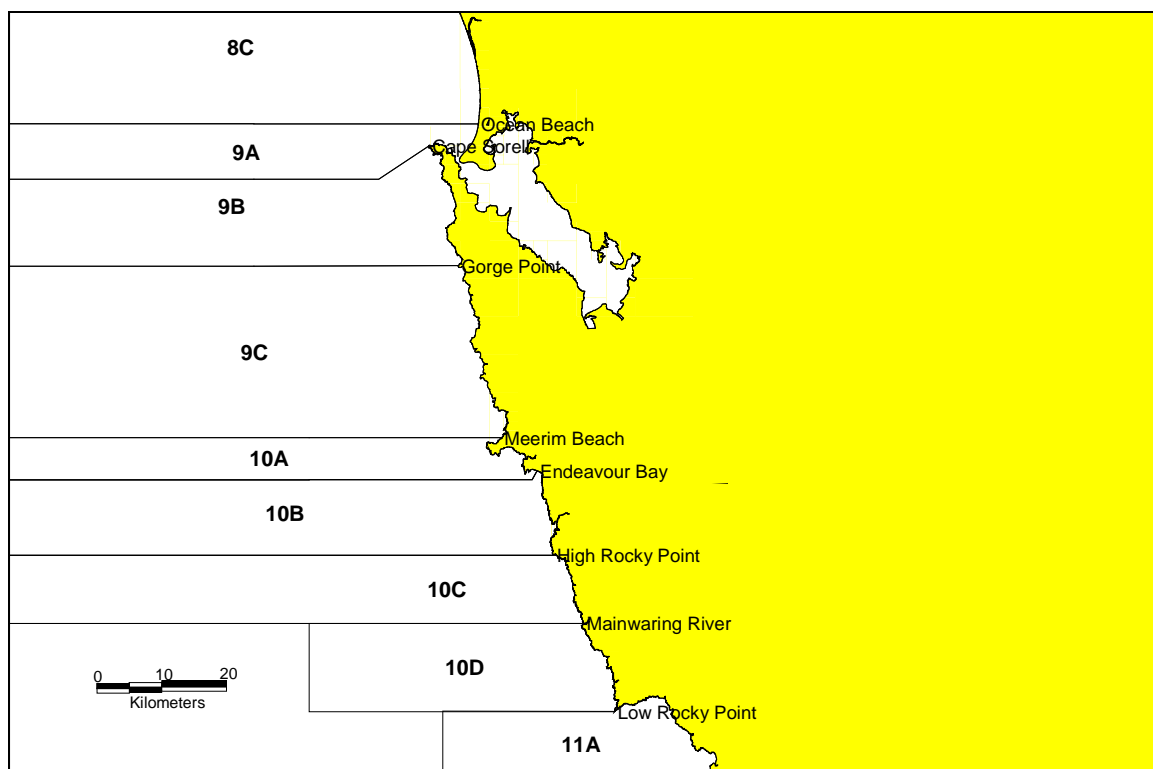 8C
Ocean Beach
9A
Cape Sorell
9B
Gorge Point
9C
Meerim Beach
10A
Endeavour Bay
10B
High Rocky Point
10C
Mainwaring River
0 10 20
Kilometers
10D
Low Rocky Point
11A